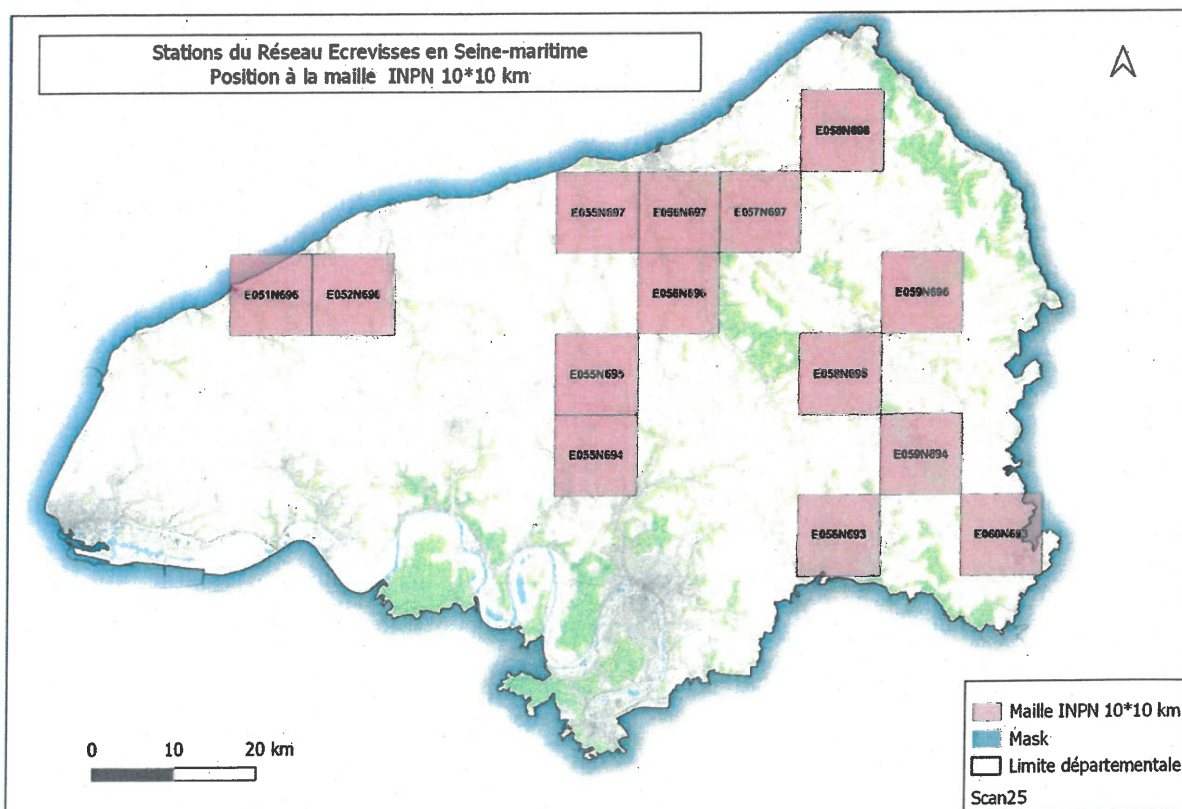 Stations du Réseau Ecrevisses en Seine-maritime
Position à la maille INPN 10*10 km
E058N698
E055N697
E056N697
E057N697
E051N696
E052N696
E056N696
E059N696
E055N695
E058N695
E055N694
E059N694
E058N693
E060N693
0 10 20 km
Maille INPN 10*10 km
Mask
Limite départementale
Scan25